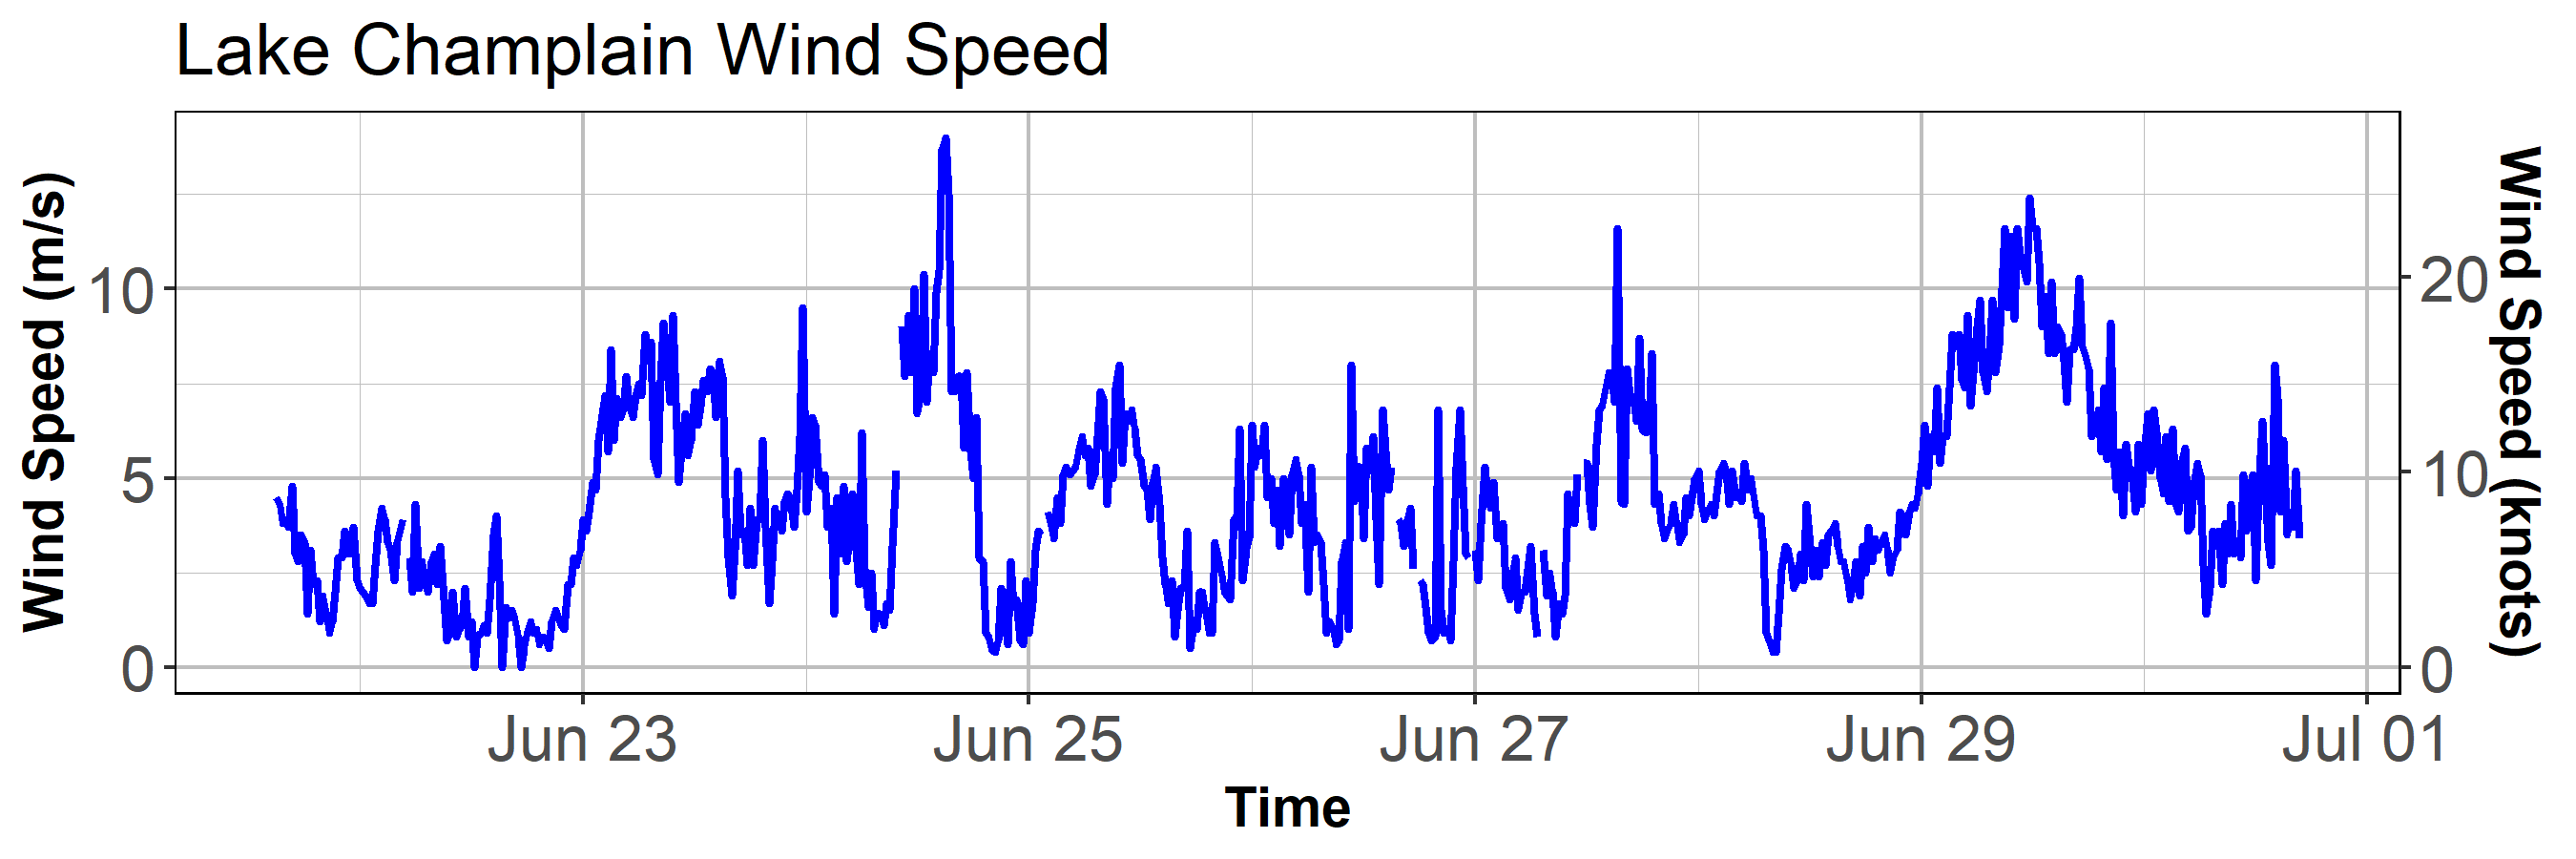 Lake Champlain Wind Speed
Wind Speed (m/s)
10
5
0
20
10
0
Wind Speed (knots)
Jun 23
Jun 25
Jun 27
Jun 29
Jul 01
Time